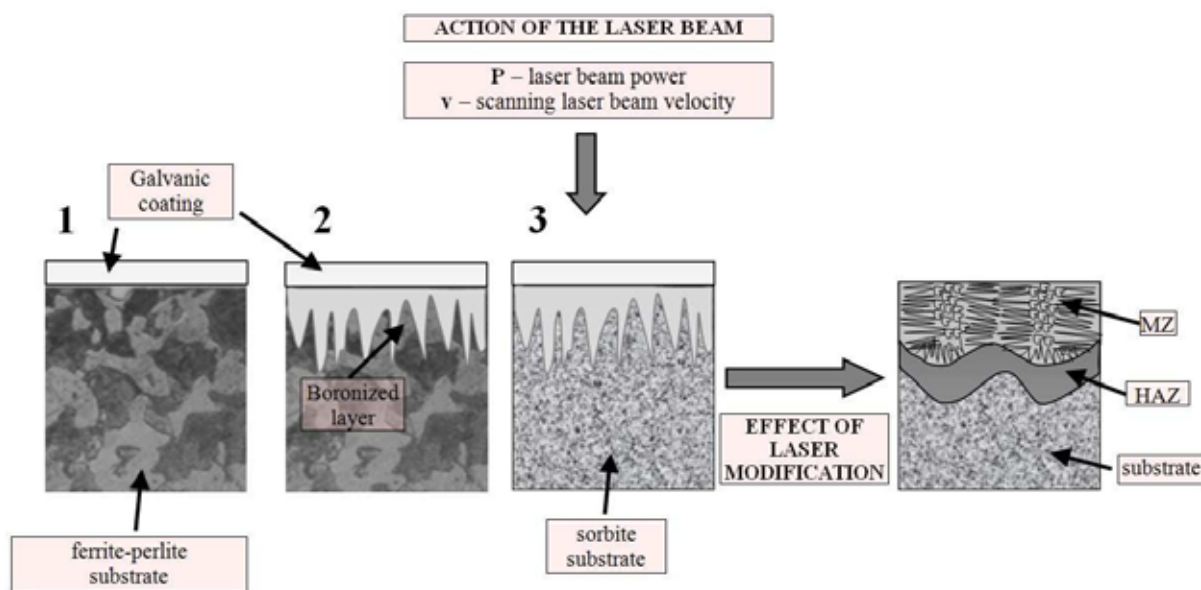 ACTION OF THE LASER BEAM
P – laser beam power
v – scanning laser beam velocity
Galvanic
coating
1
2
3
Boronized
layer
MZ
HAZ
EFFECT OF
LASER
MODIFICATION
substrate
ferrite-perlite
substrate
sorbite
substrate